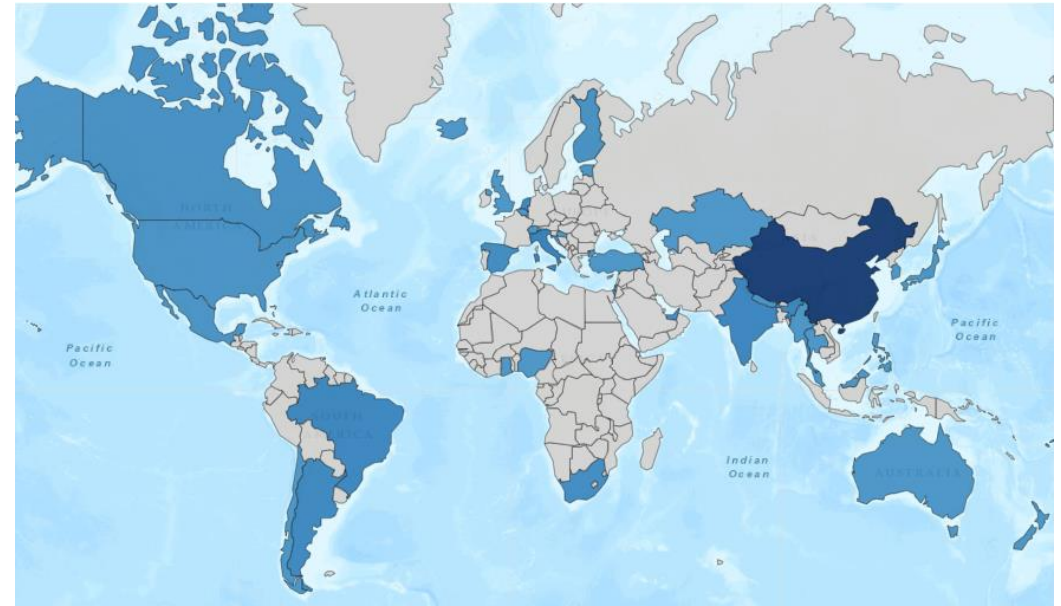 NORTH
AMERICA
Atlantic
Ocean
Pacific
Ocean
Pacific
Ocean
SOUTH
AMERICA
Indian
Ocean
AUSTRALIA